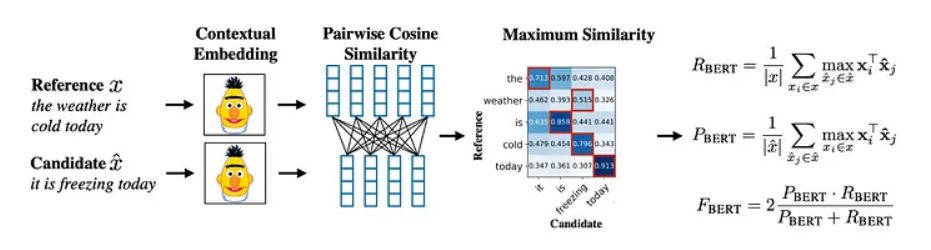 Contextual
Embedding
Pairwise Cosine
Similarity
Maximum Similarity
Reference x
the weather is
cold today
Candidate x̂
it is freezing today
Reference
the 0.713 0.597 0.428 0.408
weather 0.462 0.393 0.515 0.326
is 0.635 0.858 0.441 0.441
cold 0.479 0.454 0.796 0.343
today 0.347 0.361 0.307 0.913
it is freezing today
Candidate
R_BERT = 1/|x| ∑_{x_i∈x} max_{x̂_j∈x̂} x_i^⊤ x̂_j
P_BERT = 1/|x̂| ∑_{x̂_j∈x̂} max_{x_i∈x} x_i^⊤ x̂_j
F_BERT = 2 P_BERT · R_BERT / P_BERT + R_BERT